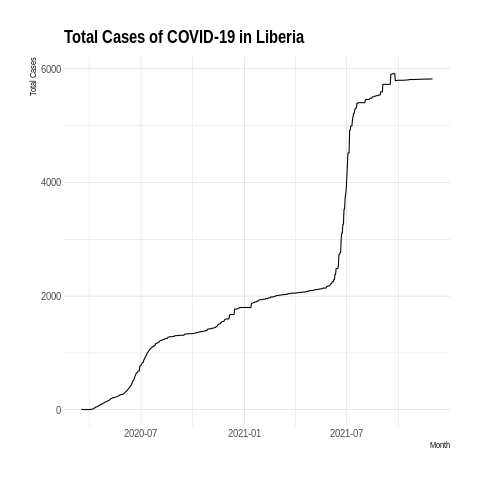 Total Cases of COVID-19 in Liberia
Total Cases
6000
4000
2000
0
2020-07
2021-01
2021-07
Month